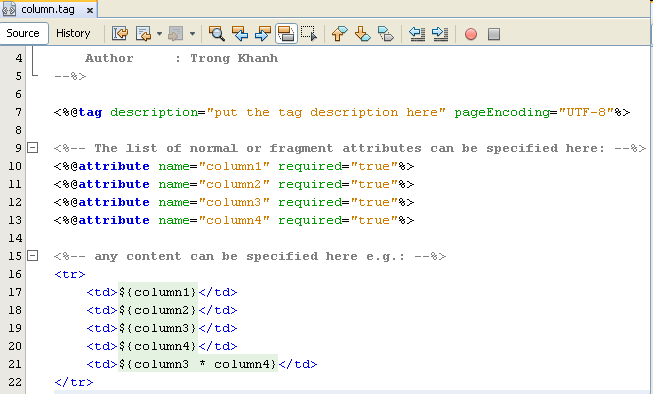 column.tag
Source History
4 Author : Trong Khanh
5 --%>
6
7 <%@tag description="put the tag description here" pageEncoding="UTF-8"%>
8
9 <%-- The list of normal or fragment attributes can be specified here: --%>
10 <%@attribute name="column1" required="true"%>
11 <%@attribute name="column2" required="true"%>
12 <%@attribute name="column3" required="true"%>
13 <%@attribute name="column4" required="true"%>
14
15 <%-- any content can be specified here e.g.: --%>
16 <tr>
17 <td>${column1}</td>
18 <td>${column2}</td>
19 <td>${column3}</td>
20 <td>${column4}</td>
21 <td>${column3 * column4}</td>
22 </tr>